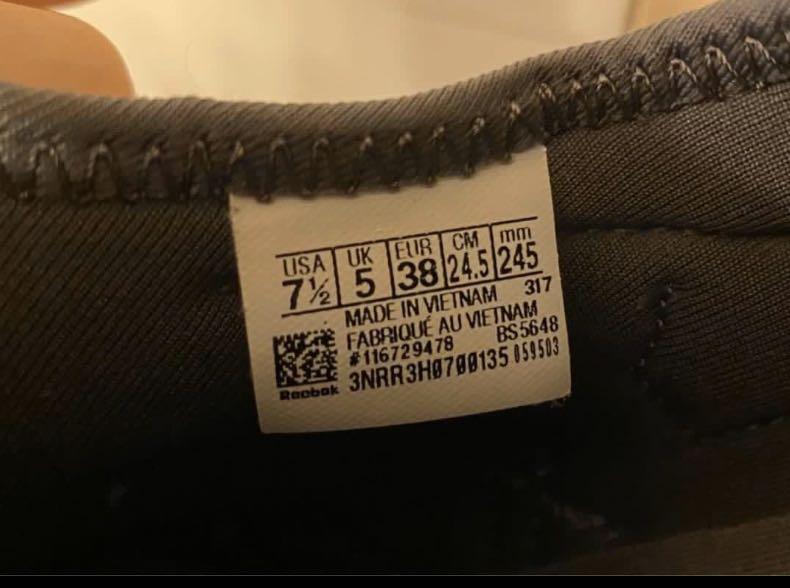 USA UK EUR CM mm
7½ 5 38 24.5 245
MADE IN VIETNAM 317
FABRIQUÉ AU VIETNAM
#116729478 BS5648
3NRR3H0700135 059503
Reebok